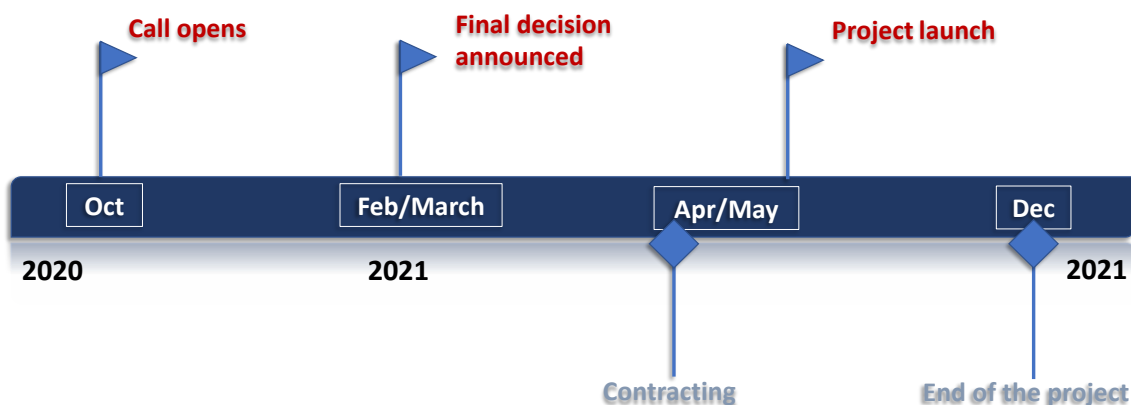 Call opens
Final decision
announced
Project launch
Oct
Feb/March
Apr/May
Dec
2020
2021
2021
Contracting
End of the project